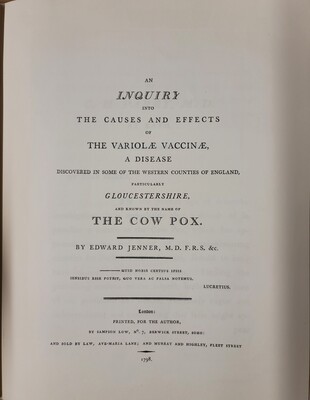 AN
INQUIRY
INTO
THE CAUSES AND EFFECTS
OF
THE VARIOLÆ VACCINÆ,
A DISEASE
DISCOVERED IN SOME OF THE WESTERN COUNTIES OF ENGLAND,
PARTICULARLY
GLOUCESTERSHIRE,
AND KNOWN BY THE NAME OF
THE COW POX.
BY EDWARD JENNER, M.D. F.R.S. &c.
QUID NOBIS CERTIUS IPSIS
SENSIBUS ESSE POTEST, QUO VERA AC FALSA NOTEMUS.
LUCRETIUS.
London:
PRINTED, FOR THE AUTHOR,
BY SAMPSON LOW, No. 7, BERWICK STREET, SOHO:
AND SOLD BY LAW, AVE-MARIA LANE; AND MURRAY AND HIGHLEY, FLEET STREET
1798.